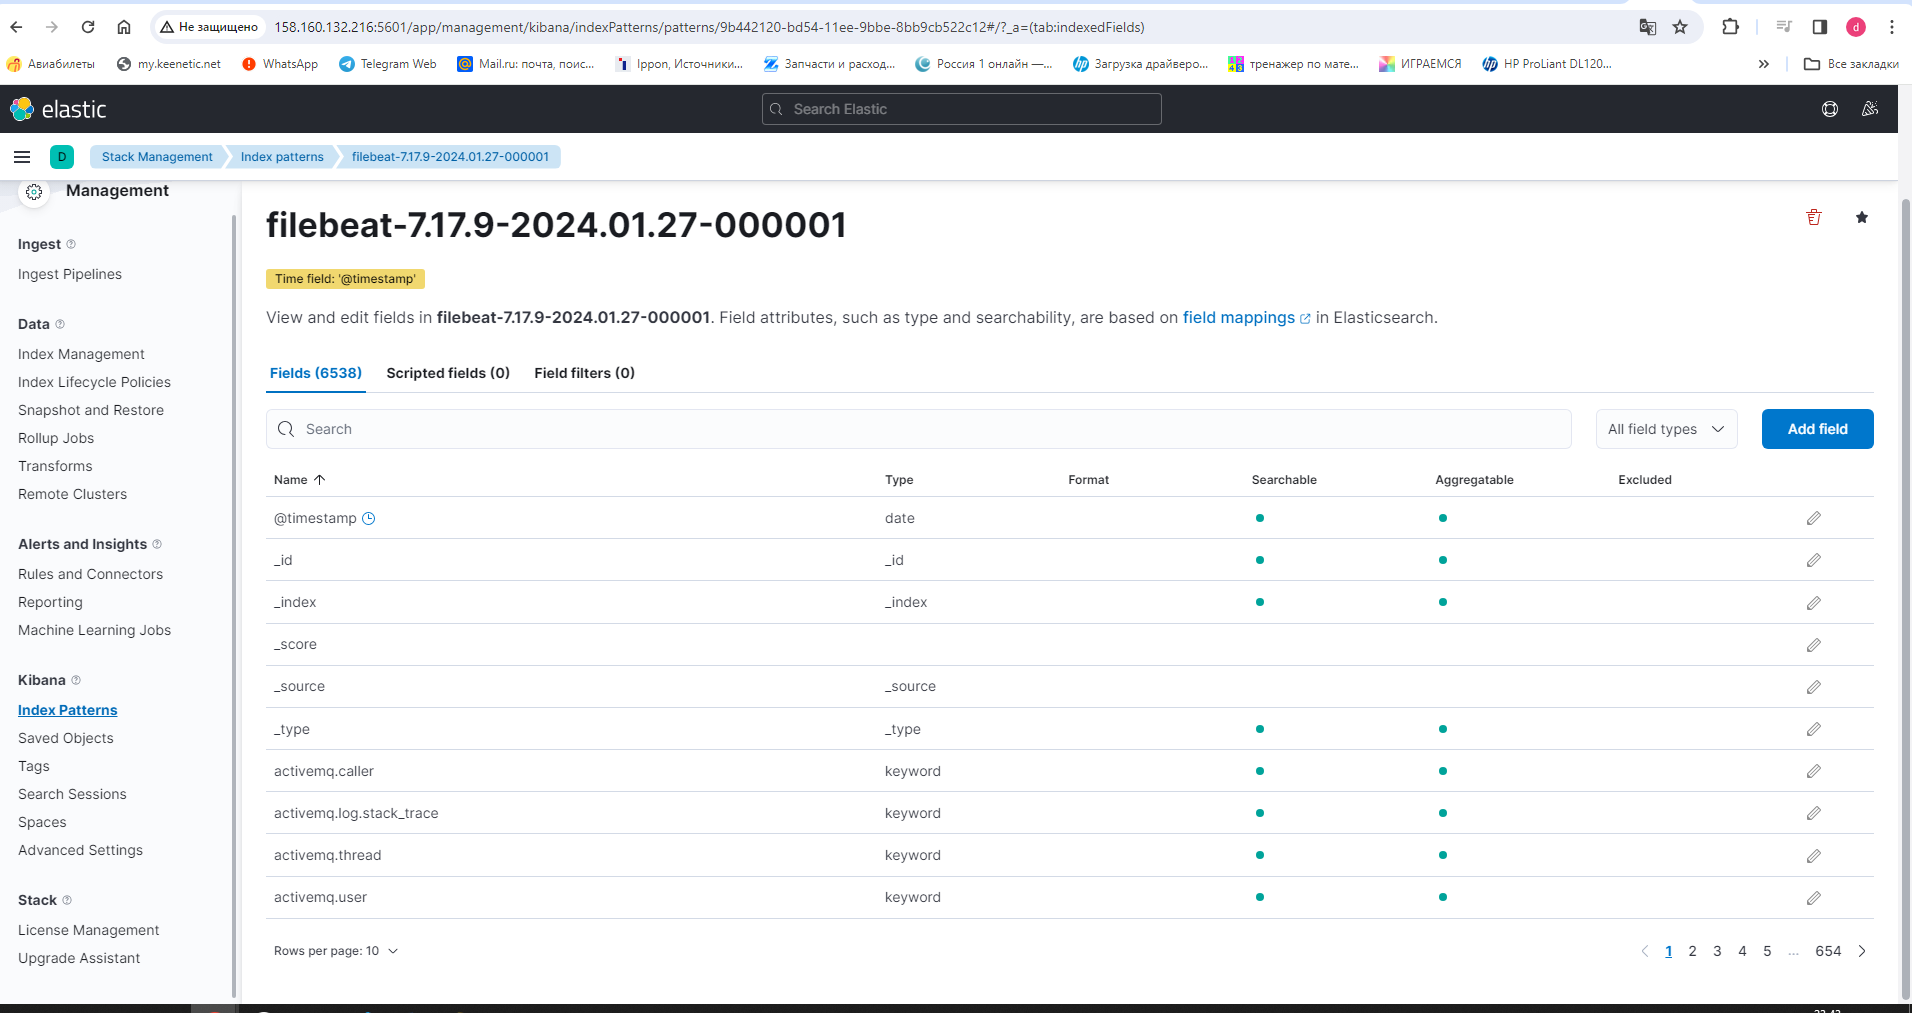 Не защищено 158.160.132.216:5601/app/management/kibana/indexPatterns/patterns/9b442120-bd54-11ee-9bbe-8bb9cb522c12#/?_a=(tab:indexedFields) d
Авиабилеты my.keenetic.net WhatsApp Telegram Web Mail.ru: почта, поис... Ippon, Источники... Запчасти и расход... Россия 1 онлайн —... Загрузка драйверо... тренажер по мате... ИГРАЕМСЯ HP ProLiant DL120... » Все закладки
elastic Search Elastic
D Stack Management Index patterns filebeat-7.17.9-2024.01.27-000001
Management
Ingest
Ingest Pipelines
Data
Index Management
Index Lifecycle Policies
Snapshot and Restore
Rollup Jobs
Transforms
Remote Clusters
Alerts and Insights
Rules and Connectors
Reporting
Machine Learning Jobs
Kibana
Index Patterns
Saved Objects
Tags
Search Sessions
Spaces
Advanced Settings
Stack
License Management
Upgrade Assistant
filebeat-7.17.9-2024.01.27-000001
Time field: '@timestamp'
View and edit fields in filebeat-7.17.9-2024.01.27-000001. Field attributes, such as type and searchability, are based on field mappings in Elasticsearch.
Fields (6538) Scripted fields (0) Field filters (0)
Search All field types Add field
Name Type Format Searchable Aggregatable Excluded
@timestamp date
_id _id
_index _index
_score
_source _source
_type _type
activemq.caller keyword
activemq.log.stack_trace keyword
activemq.thread keyword
activemq.user keyword
Rows per page: 10 1 2 3 4 5 ... 654